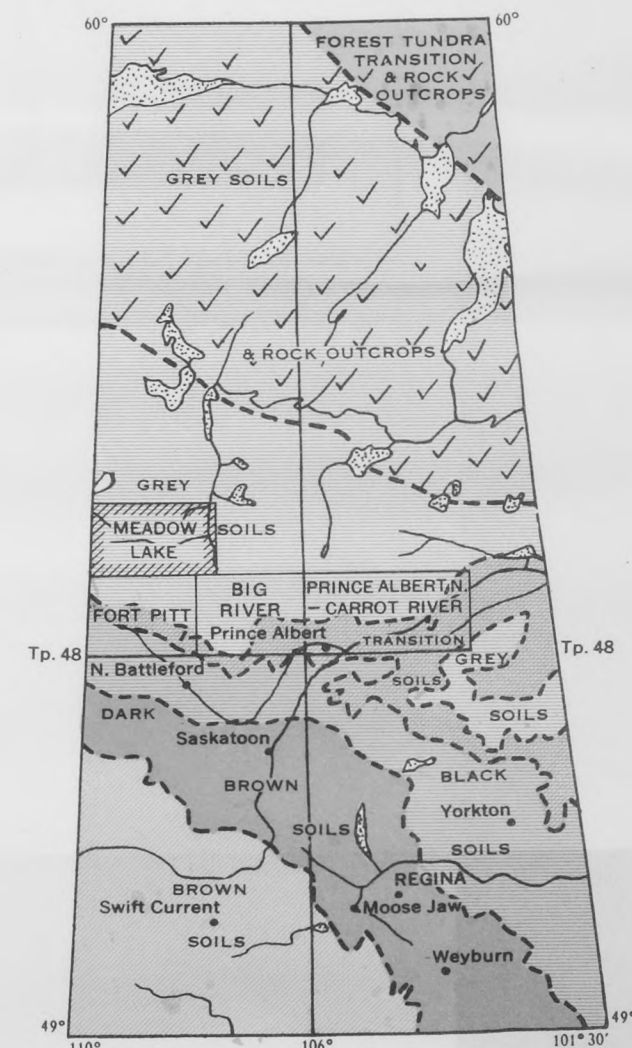 60°
60°
FOREST TUNDRA
TRANSITION
& ROCK
OUTCROPS
GREY SOILS
& ROCK OUTCROPS
GREY
SOILS
MEADOW
LAKE
BIG
RIVER
PRINCE ALBERT N.
– CARROT RIVER
FORT PITT
Prince Albert
TRANSITION
Tp. 48
Tp. 48
GREY
N. Battleford
SOILS
DARK
SOILS
Saskatoon
BLACK
BROWN
Yorkton
SOILS
SOILS
REGINA
BROWN
Swift Current
Moose Jaw
SOILS
Weyburn
49°
49°
110°
106°
101° 30'